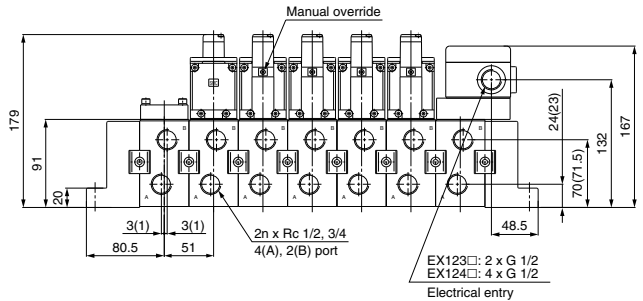 Manual override
179
91
20
3(1)
3(1)
80.5
51
2n x Rc 1/2, 3/4
4(A), 2(B) port
B
B
B
B
B
B
B
A
A
A
A
A
A
A
24(23)
70(71.5)
132
167
48.5
EX123□: 2 x G 1/2
EX124□: 4 x G 1/2
Electrical entry